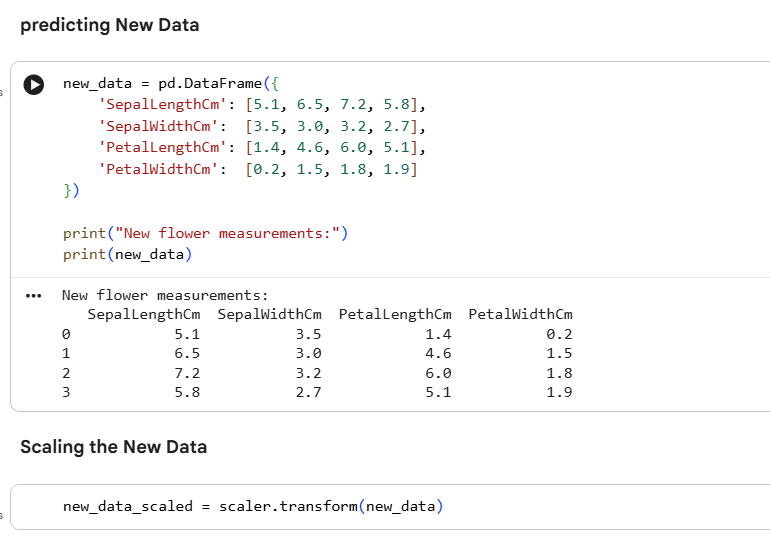 predicting New Data
new_data = pd.DataFrame({
    'SepalLengthCm': [5.1, 6.5, 7.2, 5.8],
    'SepalWidthCm':  [3.5, 3.0, 3.2, 2.7],
    'PetalLengthCm': [1.4, 4.6, 6.0, 5.1],
    'PetalWidthCm':  [0.2, 1.5, 1.8, 1.9]
})
print("New flower measurements:")
print(new_data)
New flower measurements:
   SepalLengthCm  SepalWidthCm  PetalLengthCm  PetalWidthCm
0            5.1           3.5            1.4           0.2
1            6.5           3.0            4.6           1.5
2            7.2           3.2            6.0           1.8
3            5.8           2.7            5.1           1.9
Scaling the New Data
new_data_scaled = scaler.transform(new_data)